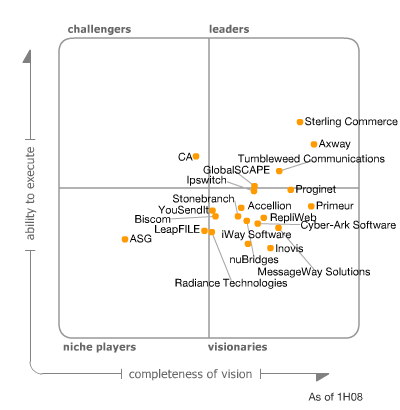 challengers
leaders
Sterling Commerce
Axway
CA
Tumbleweed Communications
GlobalSCAPE
Ipswitch
Proginet
Stonebranch
Accellion
Primeur
YouSendIt
Biscom
RepliWeb
Cyber-Ark Software
LeapFILE
iWay Software
ASG
Inovis
nuBridges
MessageWay Solutions
Radiance Technologies
niche players
visionaries
ability to execute
completeness of vision
As of 1H08